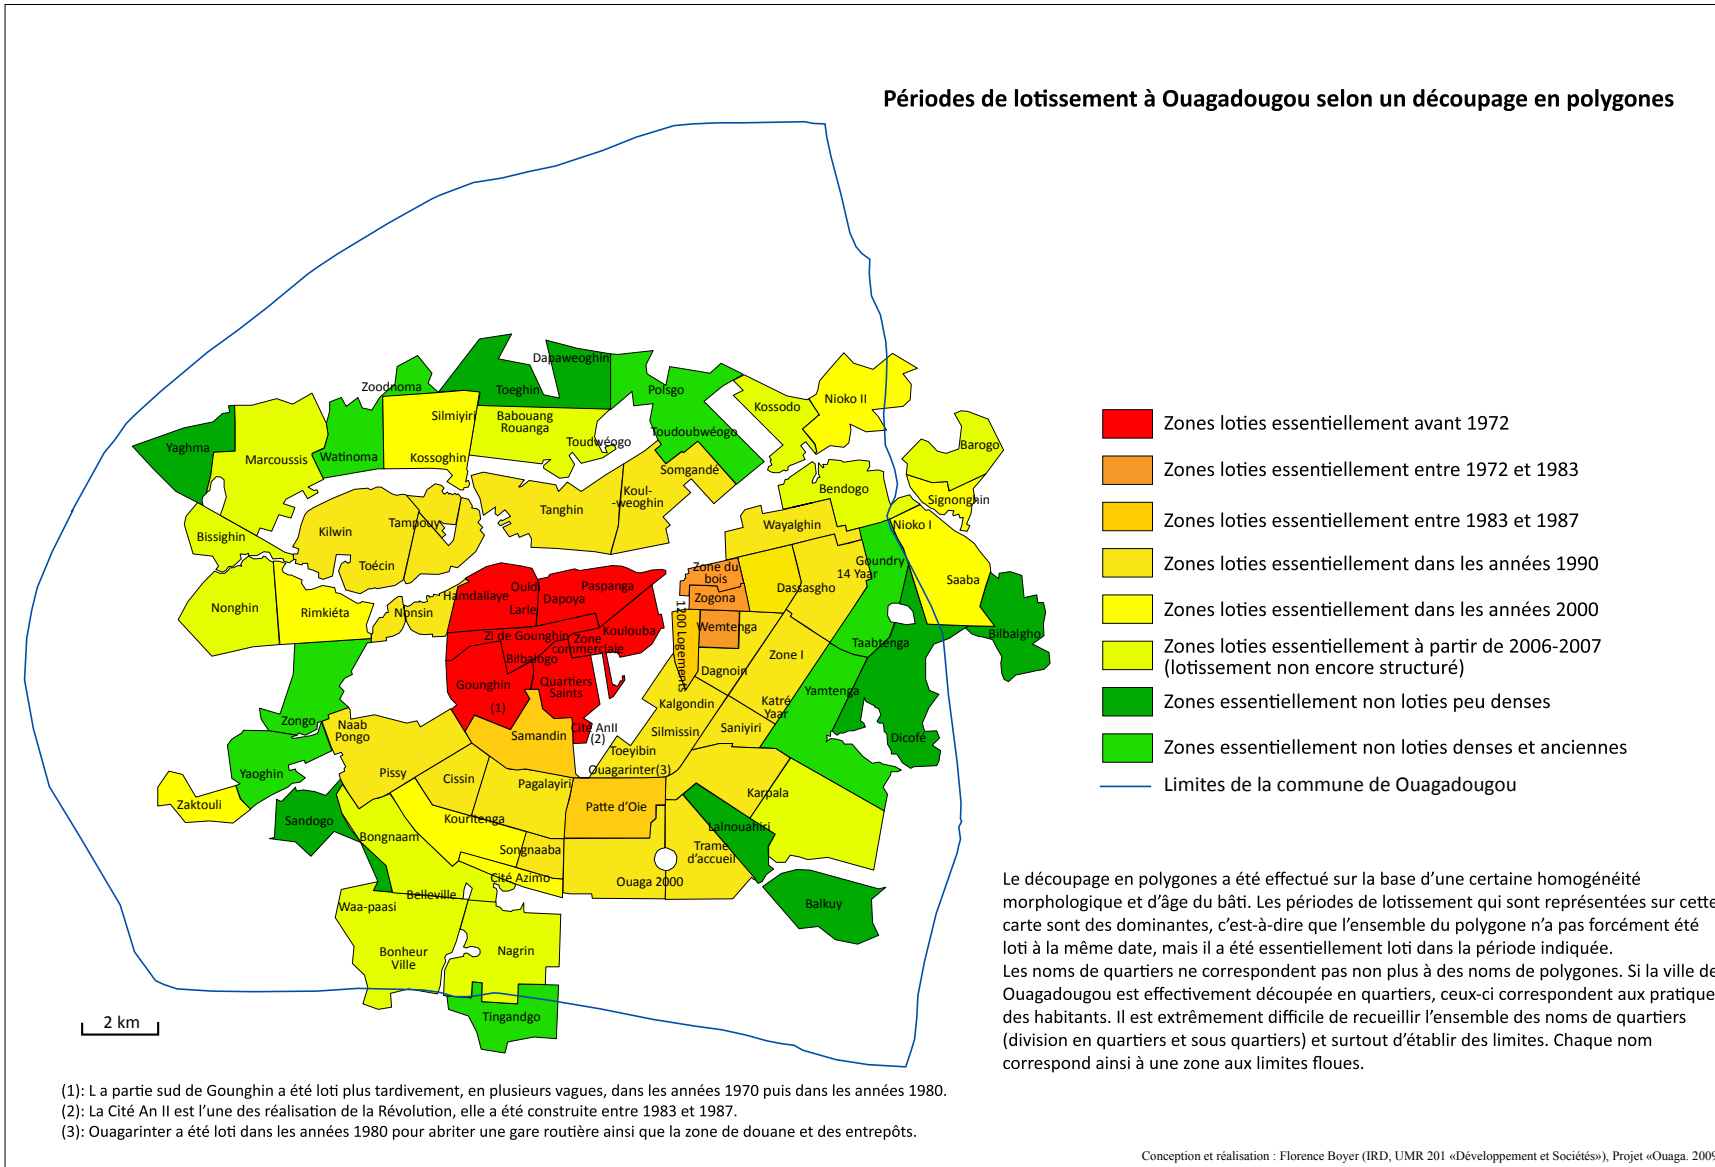 Périodes de lotissement à Ouagadougou selon un découpage en polygones
Dapaweoghin
Zoodnoma
Toeghin
Polsgo
Kossodo
Nioko II
Silmiyiri
Babouang
Rouanga
Toudwéogo
Toudoubwéogo
Barogo
Yaghma
Marcoussis
Watinoma
Kossoghin
Somgandé
Bendogo
Signonghin
Koul-
-weoghin
Tanghin
Wayalghin
Nioko I
Bissighin
Kilwin
Tampouy
Toécin
Zone du
bois
Goundry
14 Yaar
Saaba
Nonghin
Rimkiéta
Nonsin
Hamdallaye
Ouidi
Larle
Dapoya
Paspanga
Zogona
Dassasgho
1200 Logements
Wemtenga
ZI de Gounghin
Zone
commerciale
Koulouba
Bilbalogo
Taabtenga
Bilbalgho
Zone I
Dagnoin
Gounghin
(1)
Quartiers
Saints
Yamtenga
Kalgondin
Katré
Yaar
Zongo
Naab
Pongo
Samandin
Cité AnII
(2)
Silmissin
Saniyiri
Dicofé
Toeyibin
Ouagarinter(3)
Yaoghin
Pissy
Cissin
Pagalayiri
Zaktouli
Patte d’Oie
Karpala
Sandogo
Kouritenga
Bongnaam
Lalnouahiri
Songnaaba
Trame
d’accueil
Cité Azimo
Ouaga 2000
Belleville
Waa-paasi
Balkuy
Bonheur
Ville
Nagrin
Tingandgo
2 km
Zones loties essentiellement avant 1972
Zones loties essentiellement entre 1972 et 1983
Zones loties essentiellement entre 1983 et 1987
Zones loties essentiellement dans les années 1990
Zones loties essentiellement dans les années 2000
Zones loties essentiellement à partir de 2006-2007
(lotissement non encore structuré)
Zones essentiellement non loties peu denses
Zones essentiellement non loties denses et anciennes
Limites de la commune de Ouagadougou
Le découpage en polygones a été effectué sur la base d’une certaine homogénéité
morphologique et d’âge du bâti. Les périodes de lotissement qui sont représentées sur cette
carte sont des dominantes, c’est-à-dire que l’ensemble du polygone n’a pas forcément été
loti à la même date, mais il a été essentiellement loti dans la période indiquée.
Les noms de quartiers ne correspondent pas non plus à des noms de polygones. Si la ville de
Ouagadougou est effectivement découpée en quartiers, ceux-ci correspondent aux pratique
des habitants. Il est extrêmement difficile de recueillir l’ensemble des noms de quartiers
(division en quartiers et sous quartiers) et surtout d’établir des limites. Chaque nom
correspond ainsi à une zone aux limites floues.
(1): L a partie sud de Gounghin a été loti plus tardivement, en plusieurs vagues, dans les années 1970 puis dans les années 1980.
(2): La Cité An II est l’une des réalisation de la Révolution, elle a été construite entre 1983 et 1987.
(3): Ouagarinter a été loti dans les années 1980 pour abriter une gare routière ainsi que la zone de douane et des entrepôts.
Conception et réalisation : Florence Boyer (IRD, UMR 201 «Développement et Sociétés»), Projet «Ouaga. 2009